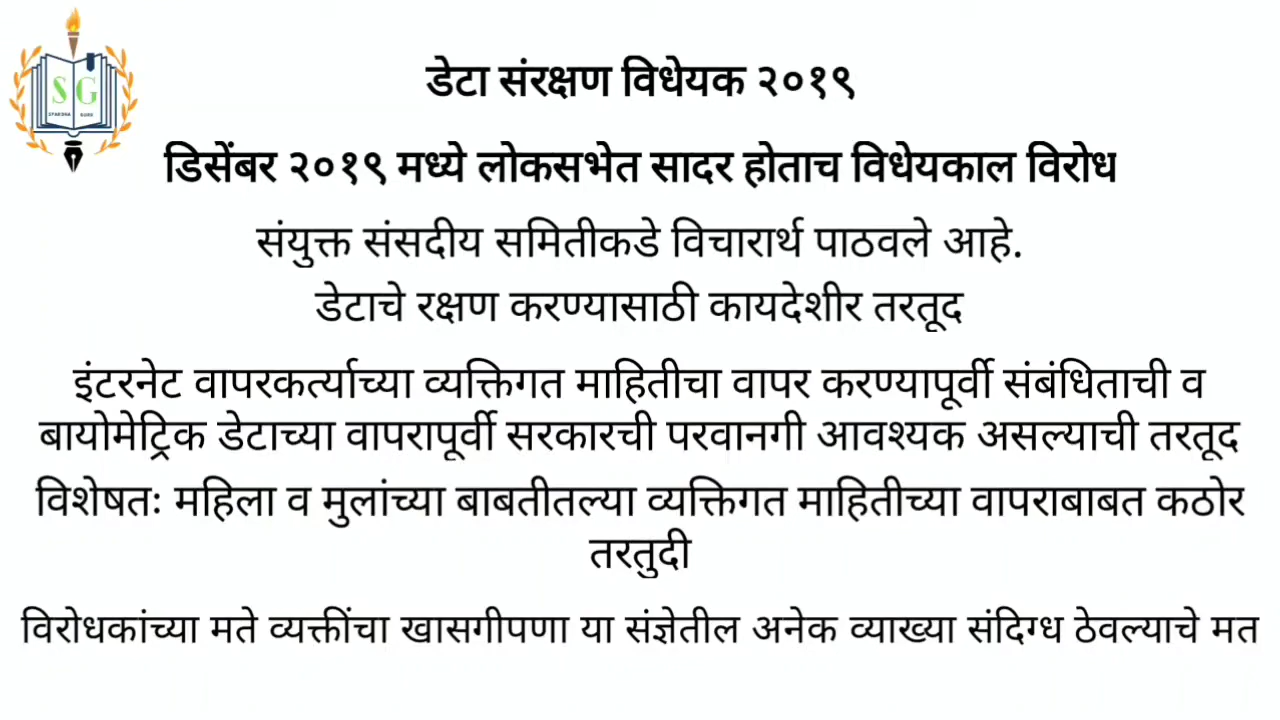 S G
डेटा संरक्षण विधेयक २०१९
डिसेंबर २०१९ मध्ये लोकसभेत सादर होताच विधेयकाल विरोध
संयुक्त संसदीय समितीकडे विचारार्थ पाठवले आहे.
डेटाचे रक्षण करण्यासाठी कायदेशीर तरतूद
इंटरनेट वापरकर्त्याच्या व्यक्तिगत माहितीचा वापर करण्यापूर्वी संबंधिताची व
बायोमेट्रिक डेटाच्या वापरापूर्वी सरकारची परवानगी आवश्यक असल्याची तरतूद
विशेषतः महिला व मुलांच्या बाबतीतल्या व्यक्तिगत माहितीच्या वापराबाबत कठोर
तरतुदी
विरोधकांच्या मते व्यक्तींचा खासगीपणा या संज्ञेतील अनेक व्याख्या संदिग्ध ठेवल्याचे मत